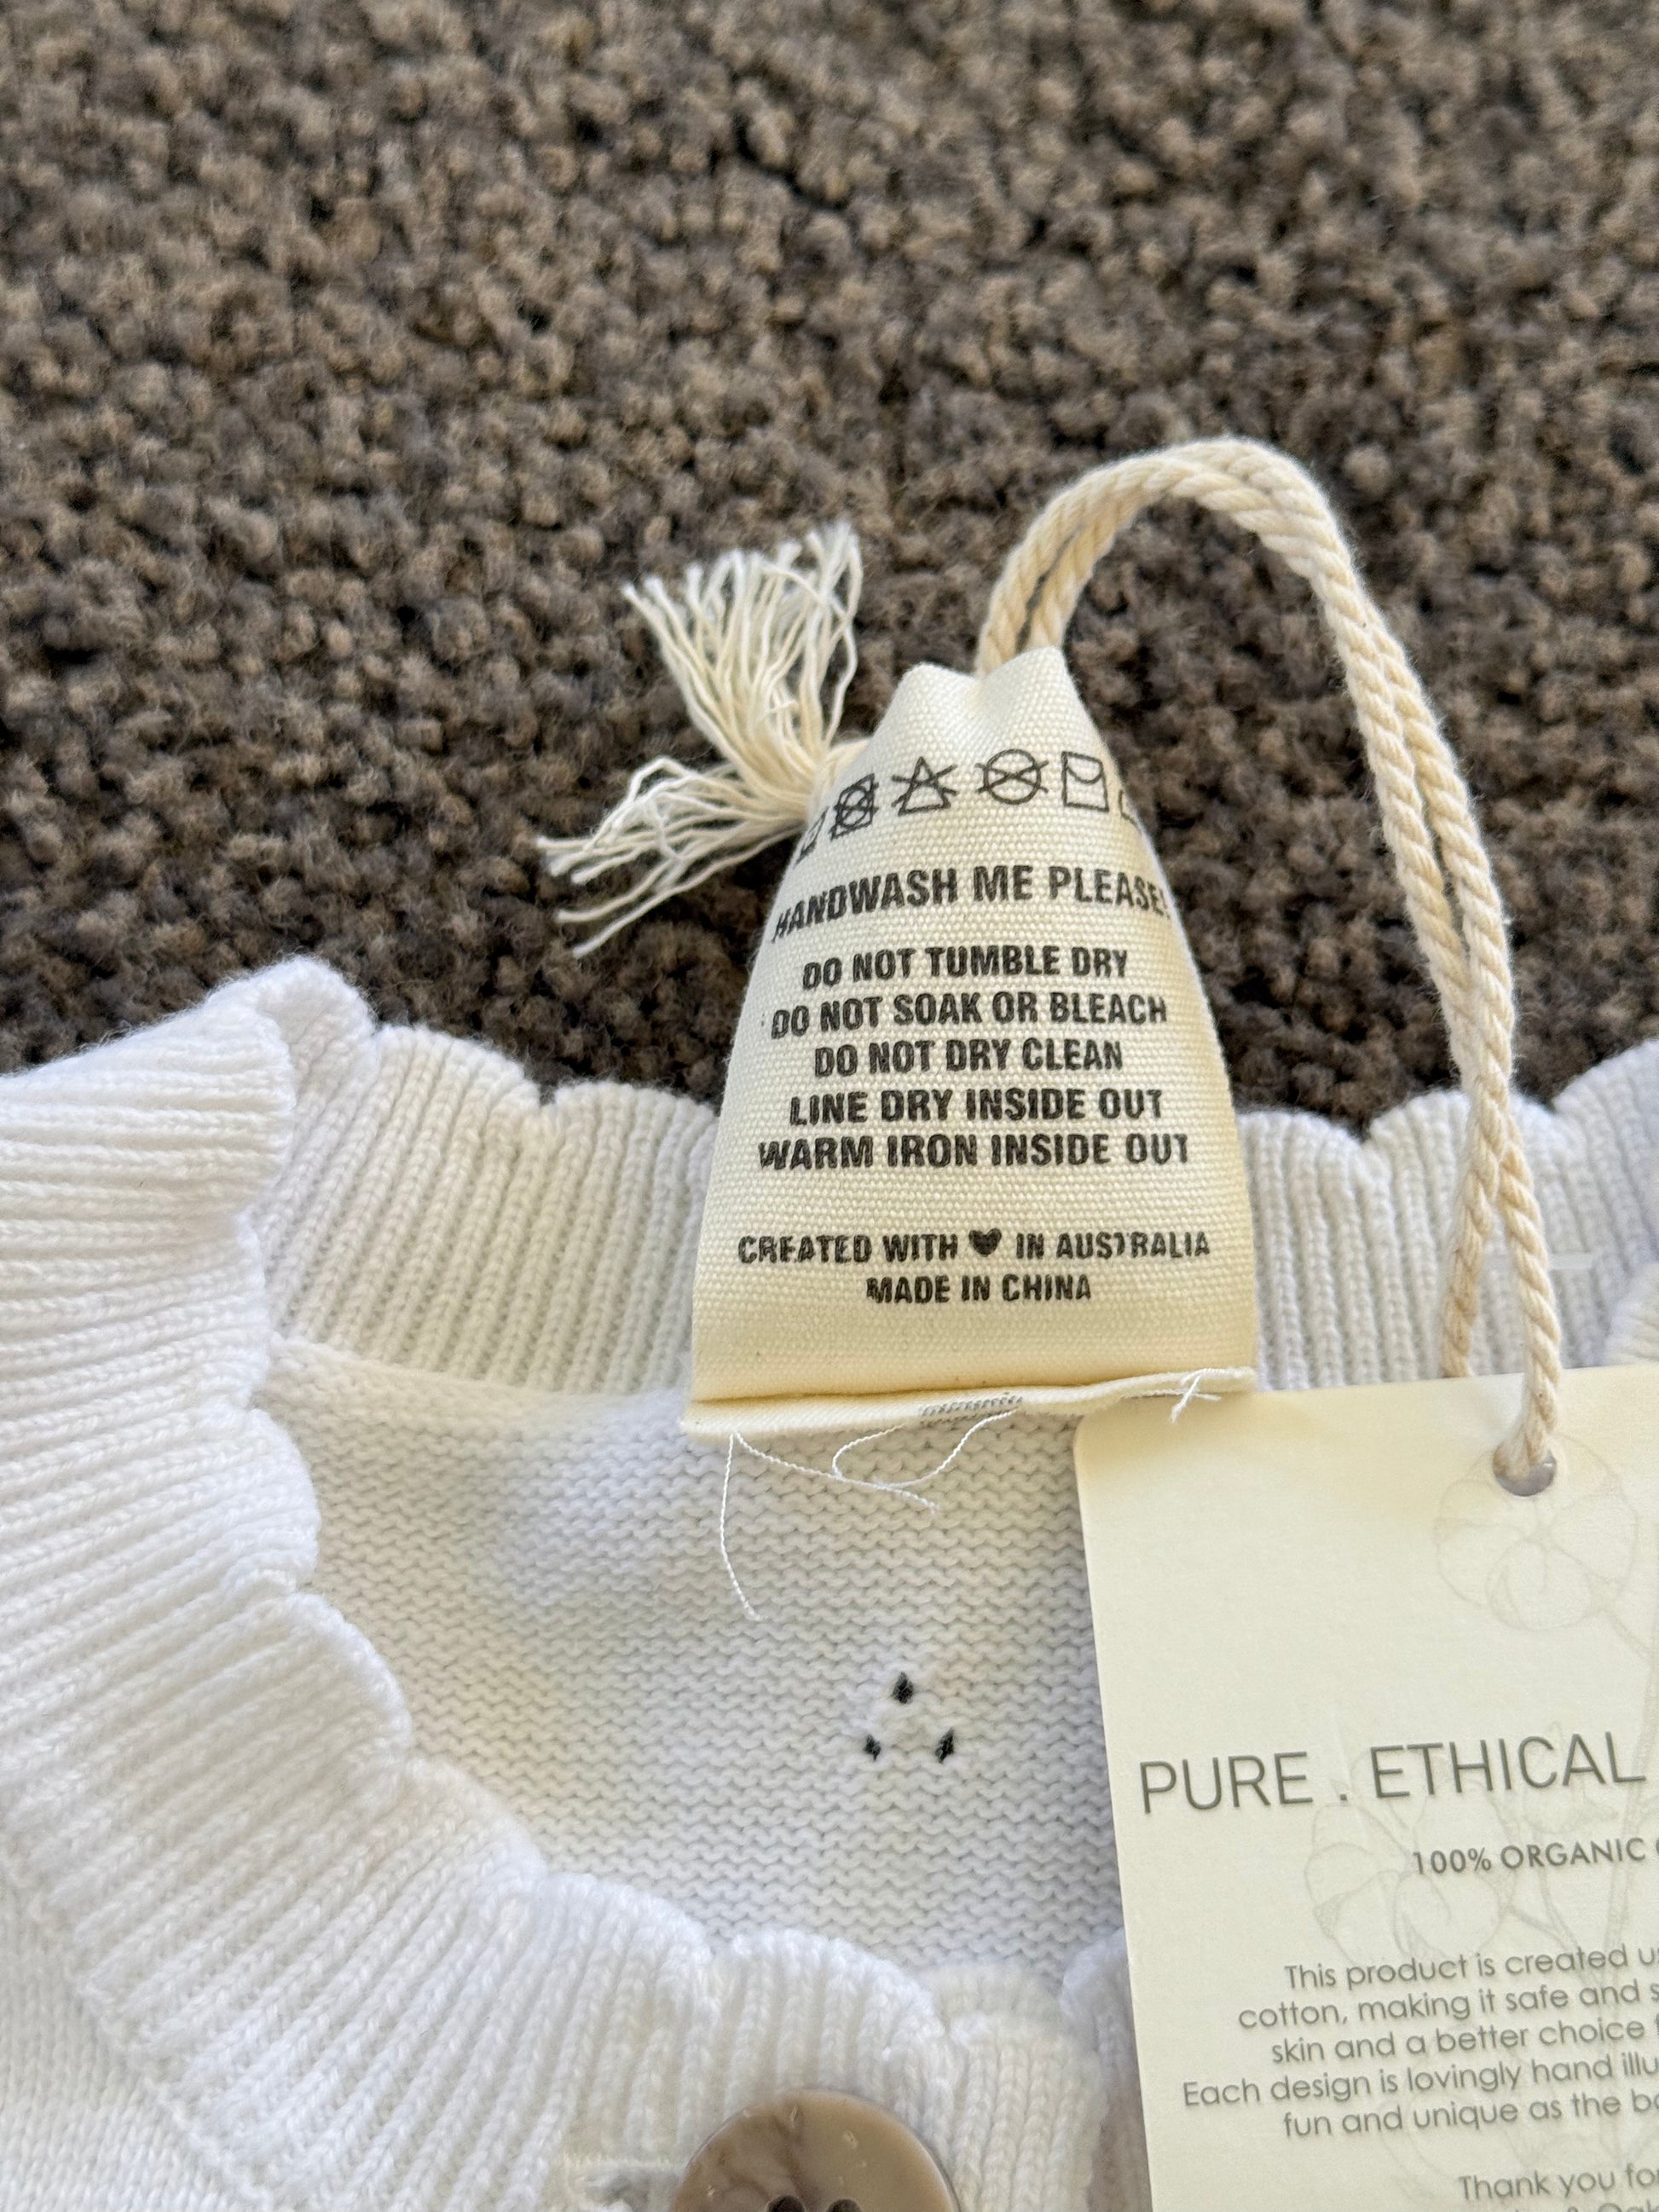 HANDWASH ME PLEASE!
DO NOT TUMBLE DRY
DO NOT SOAK OR BLEACH
DO NOT DRY CLEAN
LINE DRY INSIDE OUT
WARM IRON INSIDE OUT
CREATED WITH ♥ IN AUSTRALIA
MADE IN CHINA
PURE . ETHICAL
100% ORGANIC
This product is created
cotton, making it safe and
skin and a better choice
Each design is lovingly hand
fun and unique as the
Thank you